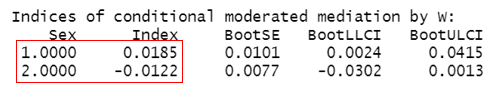 Indices of conditional moderated mediation by W:
Sex Index BootSE BootLLCI BootULCI
1.0000 0.0185 0.0101 0.0024 0.0415
2.0000 -0.0122 0.0077 -0.0302 0.0013